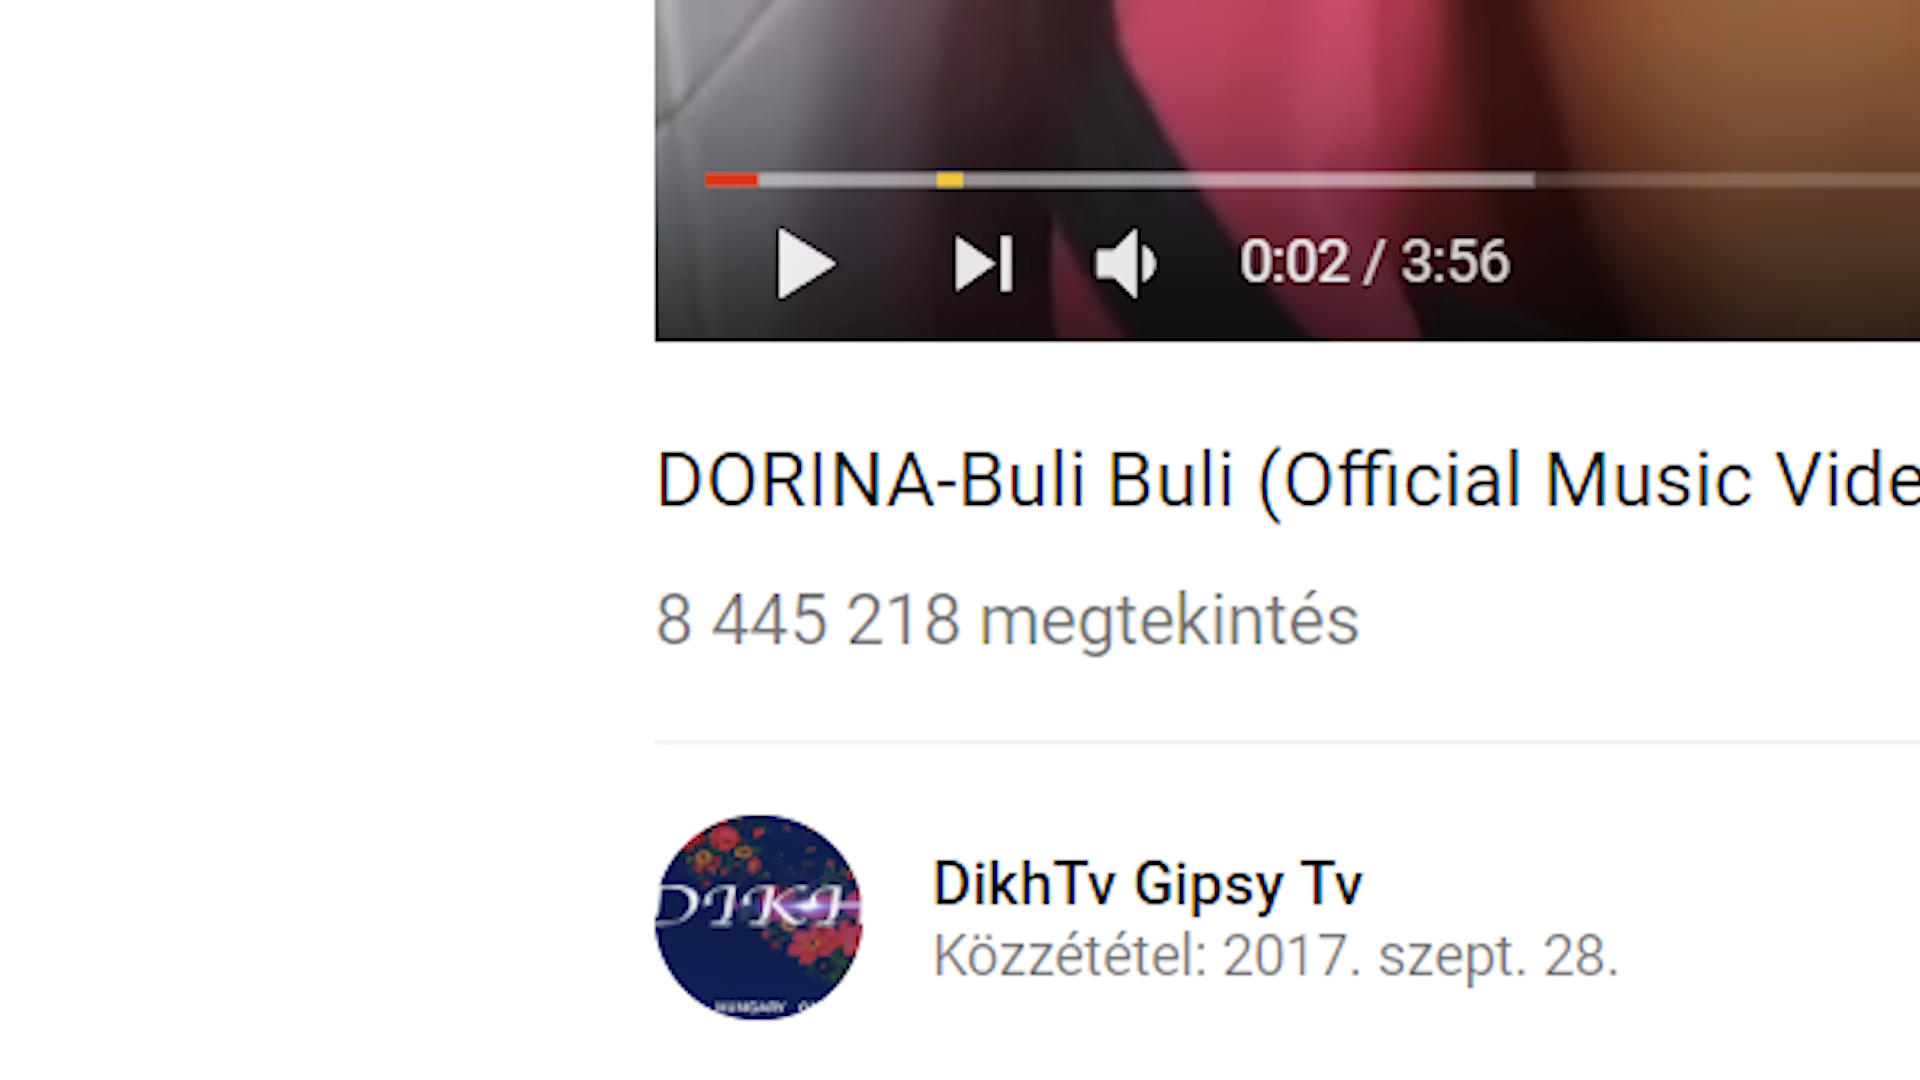 0:02 / 3:56
DORINA-Buli Buli (Official Music Vide
8 445 218 megtekintés
DIKH
DikhTv Gipsy Tv
Közzététel: 2017. szept. 28.
HUNGARY